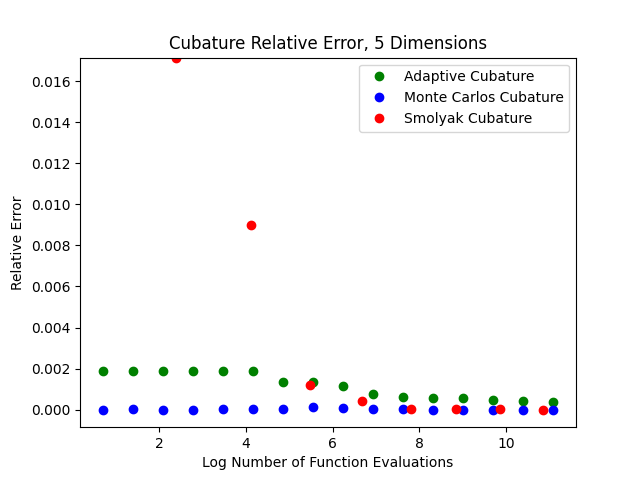 Cubature Relative Error, 5 Dimensions
Adaptive Cubature
Monte Carlos Cubature
Smolyak Cubature
Relative Error
0.016
0.014
0.012
0.010
0.008
0.006
0.004
0.002
0.000
2 4 6 8 10
Log Number of Function Evaluations